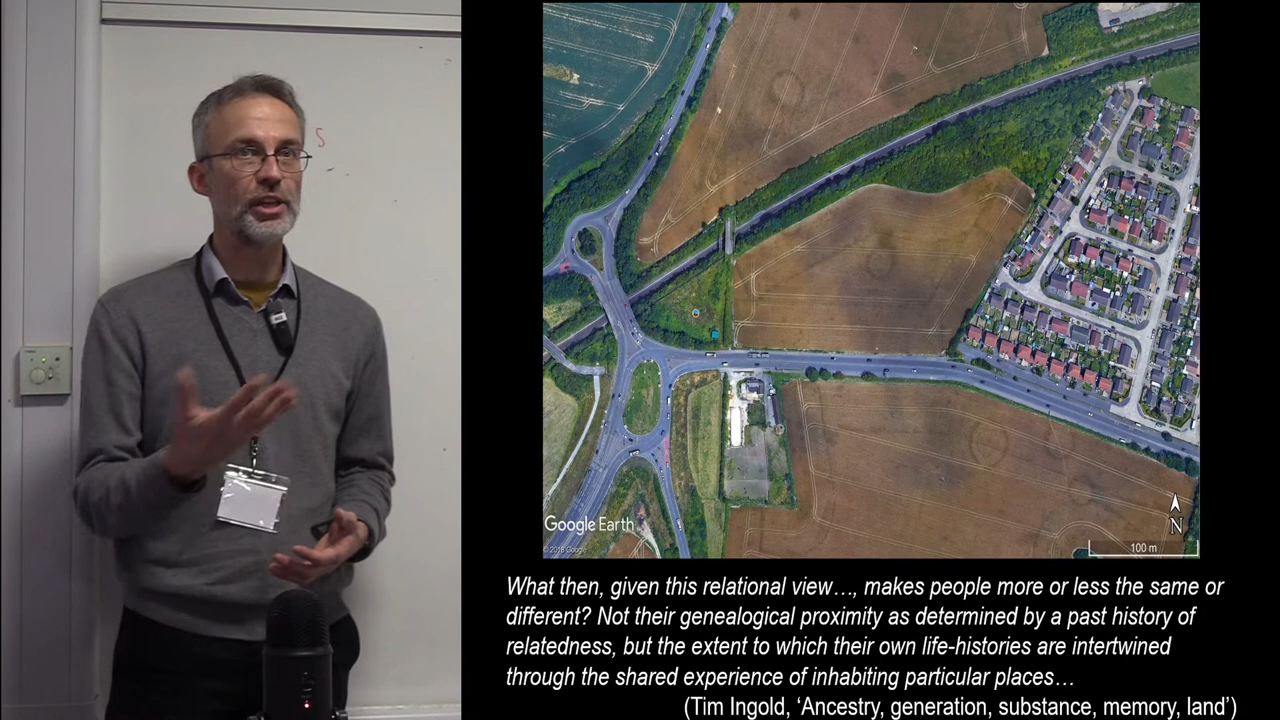 S
Google Earth
© 2018 Google
N
100 m
What then, given this relational view…, makes people more or less the same or
different? Not their genealogical proximity as determined by a past history of
relatedness, but the extent to which their own life-histories are intertwined
through the shared experience of inhabiting particular places…
(Tim Ingold, ‘Ancestry, generation, substance, memory, land’)